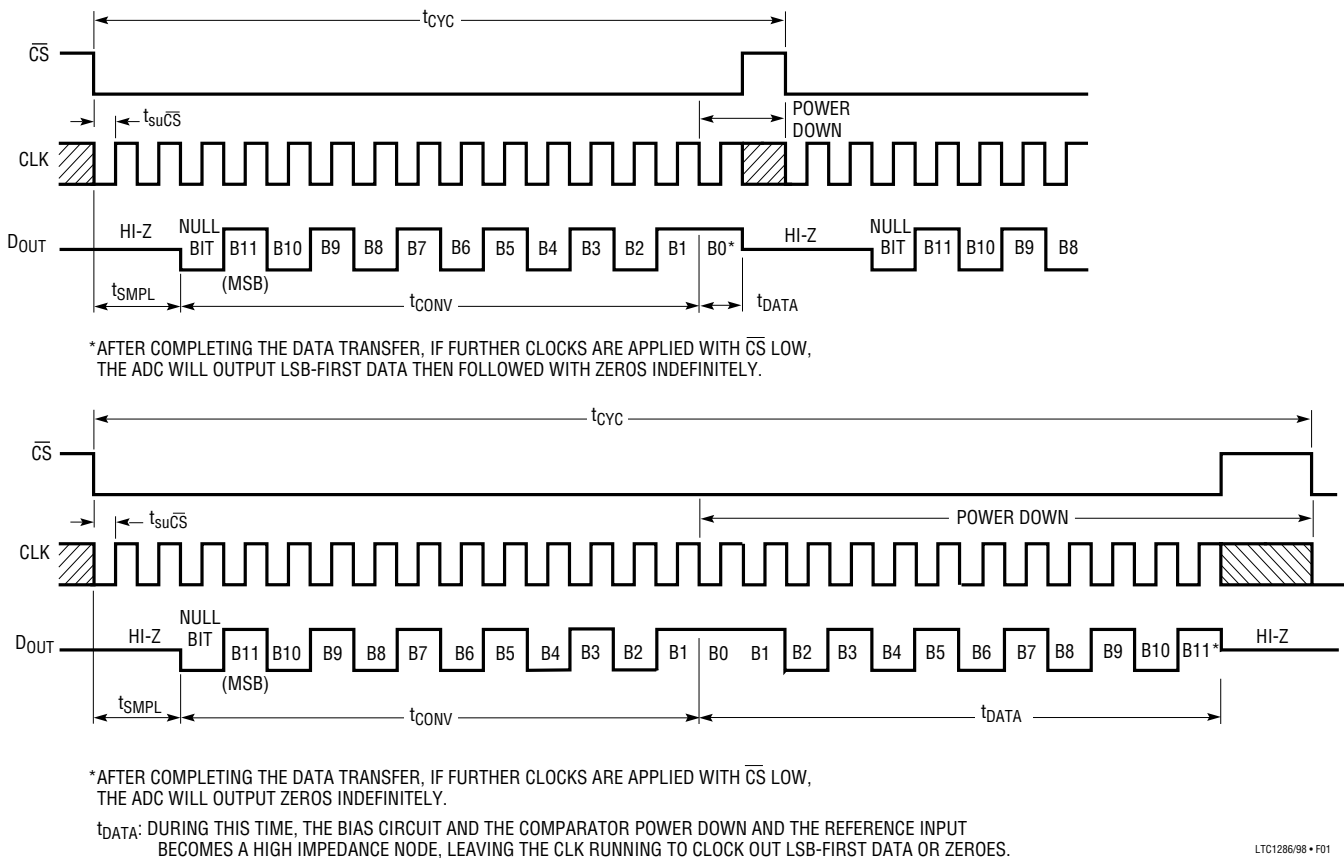 tCYC
CS
tsuCS
POWER
DOWN
CLK
DOUT
HI-Z
NULL
BIT
B11
B10
B9
B8
B7
B6
B5
B4
B3
B2
B1
B0*
HI-Z
NULL
BIT
B11
B10
B9
B8
(MSB)
tSMPL
tCONV
tDATA
*AFTER COMPLETING THE DATA TRANSFER, IF FURTHER CLOCKS ARE APPLIED WITH CS LOW,
THE ADC WILL OUTPUT LSB-FIRST DATA THEN FOLLOWED WITH ZEROS INDEFINITELY.
tCYC
CS
tsuCS
POWER DOWN
CLK
DOUT
HI-Z
NULL
BIT
B11
B10
B9
B8
B7
B6
B5
B4
B3
B2
B1
B0
B1
B2
B3
B4
B5
B6
B7
B8
B9
B10
B11*
HI-Z
(MSB)
tSMPL
tCONV
tDATA
*AFTER COMPLETING THE DATA TRANSFER, IF FURTHER CLOCKS ARE APPLIED WITH CS LOW,
THE ADC WILL OUTPUT ZEROS INDEFINITELY.
tDATA: DURING THIS TIME, THE BIAS CIRCUIT AND THE COMPARATOR POWER DOWN AND THE REFERENCE INPUT
BECOMES A HIGH IMPEDANCE NODE, LEAVING THE CLK RUNNING TO CLOCK OUT LSB-FIRST DATA OR ZEROES.
LTC1286/98 • F01